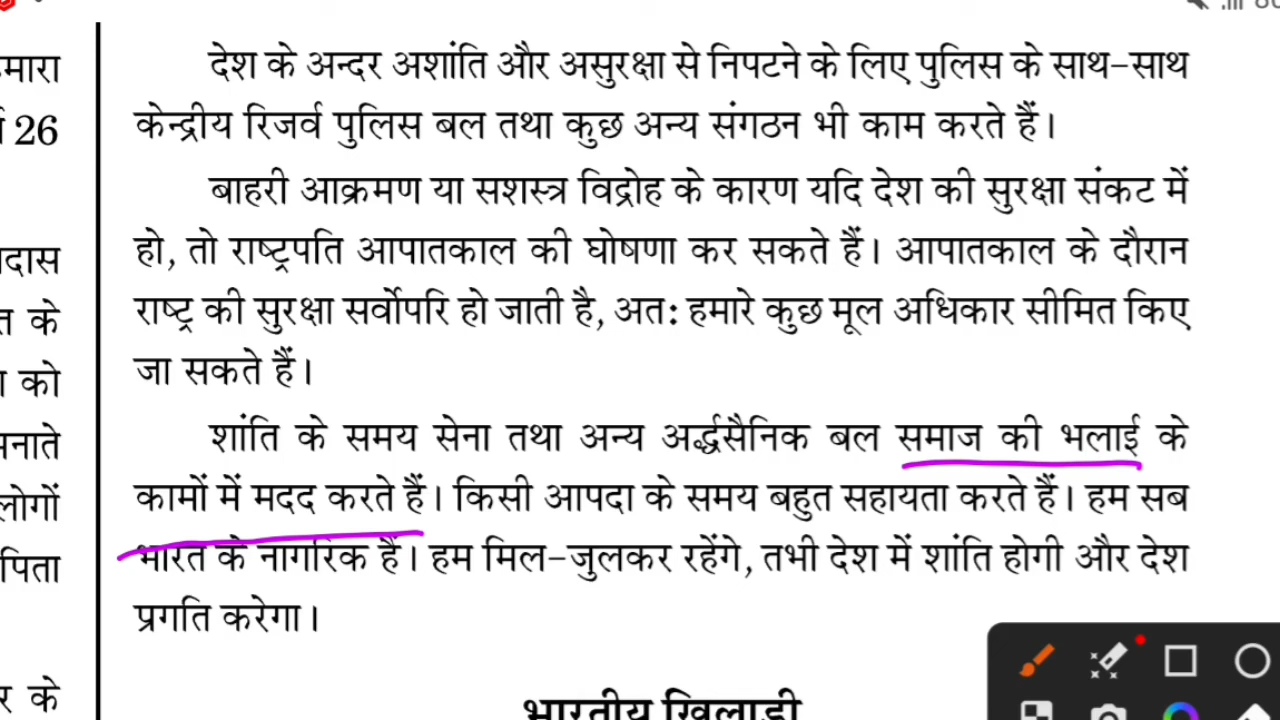 मारा
26
दास
के
को
मनाते
लोगों
पिता
र के
देश के अन्दर अशांति और असुरक्षा से निपटने के लिए पुलिस के साथ-साथ
केन्द्रीय रिजर्व पुलिस बल तथा कुछ अन्य संगठन भी काम करते हैं।
बाहरी आक्रमण या सशस्त्र विद्रोह के कारण यदि देश की सुरक्षा संकट में
हो, तो राष्ट्रपति आपातकाल की घोषणा कर सकते हैं। आपातकाल के दौरान
राष्ट्र की सुरक्षा सर्वोपरि हो जाती है, अत: हमारे कुछ मूल अधिकार सीमित किए
जा सकते हैं।
शांति के समय सेना तथा अन्य अर्द्धसैनिक बल समाज की भलाई के
कामों में मदद करते हैं। किसी आपदा के समय बहुत सहायता करते हैं। हम सब
भारत के नागरिक हैं। हम मिल-जुलकर रहेंगे, तभी देश में शांति होगी और देश
प्रगति करेगा।
भारतीय खिलाड़ी